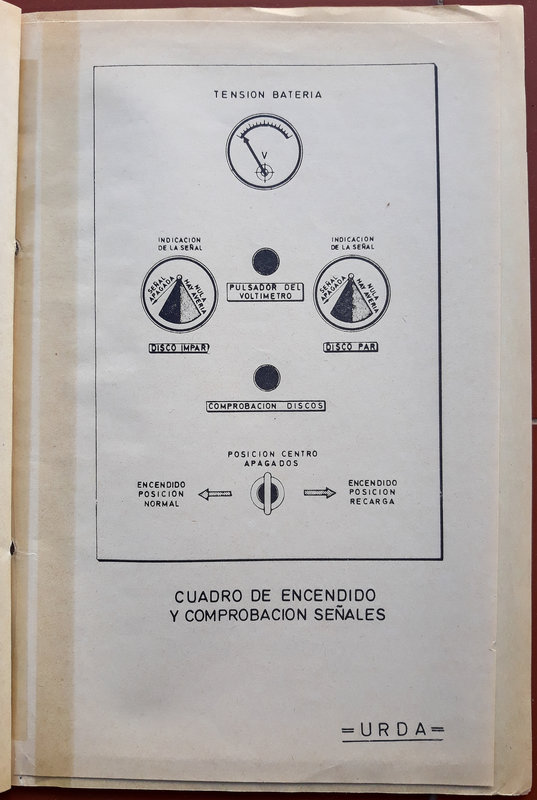 TENSION BATERIA
V
INDICACION
DE LA SEÑAL
INDICACION
DE LA SEÑAL
SEÑAL
APAGADA
NULA
HAY AVERIA
SEÑAL
APAGADA
NULA
HAY AVERIA
PULSADOR DEL
VOLTIMETRO
DISCO IMPAR
DISCO PAR
COMPROBACION DISCOS
POSICION CENTRO
APAGADOS
ENCENDIDO
POSICION
NORMAL
ENCENDIDO
POSICION
RECARGA
CUADRO DE ENCENDIDO
Y COMPROBACION SEÑALES
=URDA=